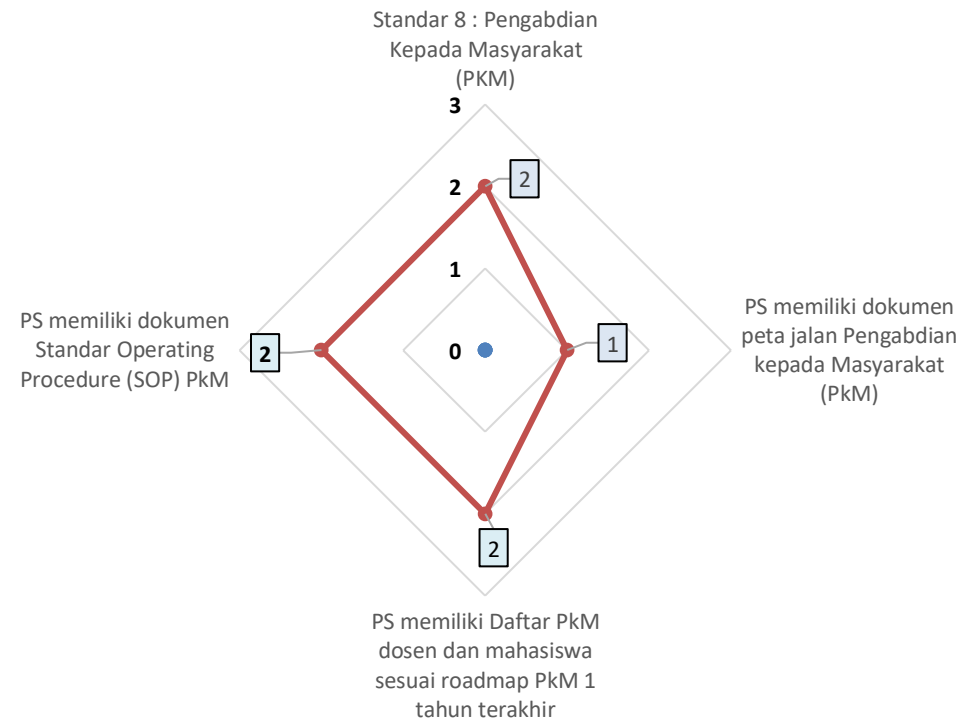 Standar 8 : Pengabdian
Kepada Masyarakat
(PKM)
3
2
2
1
0
1
PS memiliki dokumen
peta jalan Pengabdian
kepada Masyarakat
(PkM)
PS memiliki dokumen
Standar Operating
Procedure (SOP) PkM
2
2
PS memiliki Daftar PkM
dosen dan mahasiswa
sesuai roadmap PkM 1
tahun terakhir